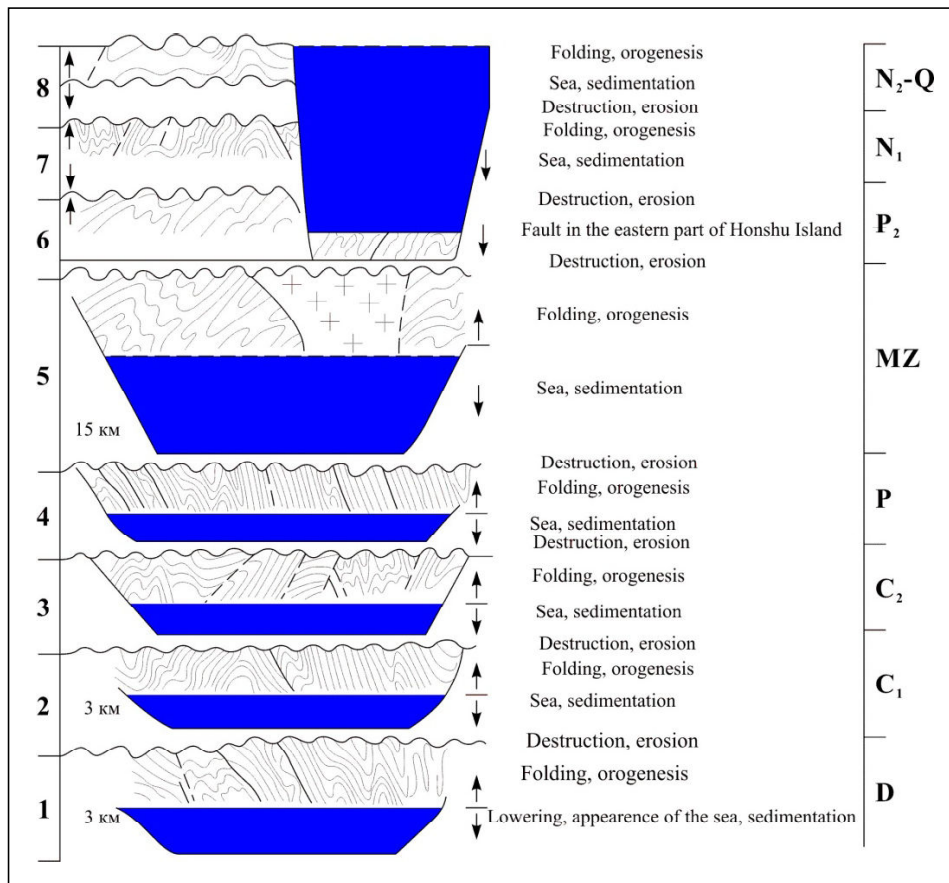 Folding, orogenesis
8
Sea, sedimentation
N₂-Q
Destruction, erosion
Folding, orogenesis
7
Sea, sedimentation
N₁
Destruction, erosion
6
Fault in the eastern part of Honshu Island
P₂
Destruction, erosion
Folding, orogenesis
5
MZ
Sea, sedimentation
15 км
Destruction, erosion
Folding, orogenesis
4
P
Sea, sedimentation
Destruction, erosion
Folding, orogenesis
3
C₂
Sea, sedimentation
Destruction, erosion
Folding, orogenesis
2
3 км
Sea, sedimentation
C₁
Destruction, erosion
Folding, orogenesis
1
3 км
Lowering, appearence of the sea, sedimentation
D